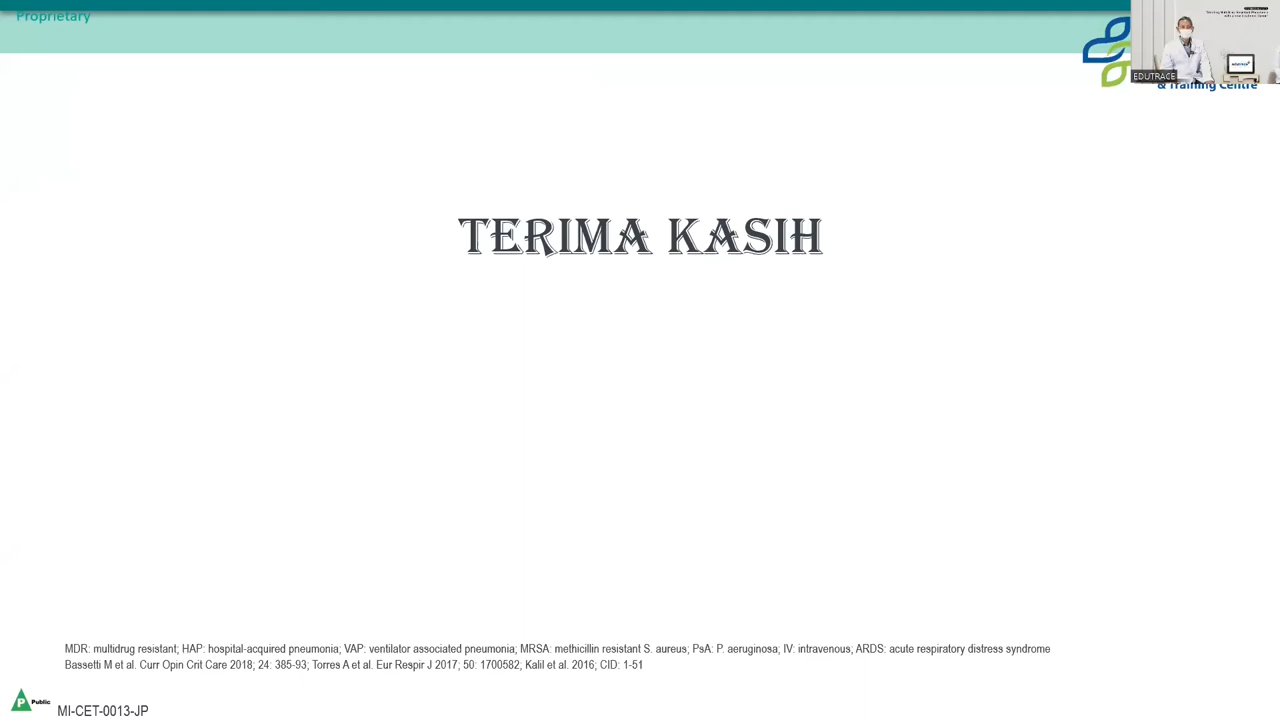 Proprietary
EDUTRACE
& Training Centre
TERIMA KASIH
MDR: multidrug resistant; HAP: hospital-acquired pneumonia; VAP: ventilator associated pneumonia; MRSA: methicillin resistant S. aureus; PsA: P. aeruginosa; IV: intravenous; ARDS: acute respiratory distress syndrome
Bassetti M et al. Curr Opin Crit Care 2018; 24: 385-93; Torres A et al. Eur Respir J 2017; 50: 1700582; Kalil et al. 2016; CID: 1-51
P Public
MI-CET-0013-JP